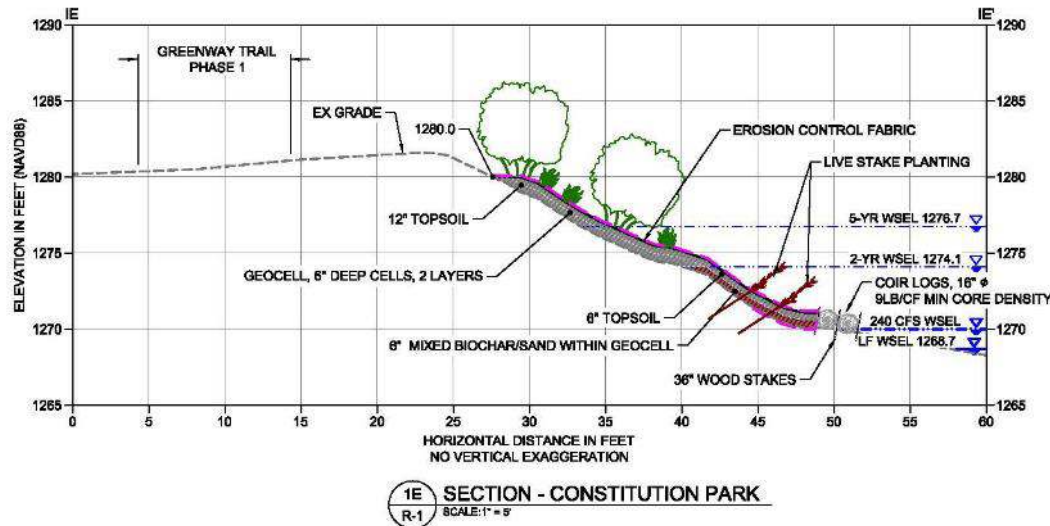 IE
IE'
1290
1285
1280
1275
1270
1265
ELEVATION IN FEET (NAVD88)
GREENWAY TRAIL
PHASE 1
EX GRADE
1280.0
EROSION CONTROL FABRIC
LIVE STAKE PLANTING
12" TOPSOIL
5-YR WSEL 1276.7
GEOCELL, 6" DEEP CELLS, 2 LAYERS
2-YR WSEL 1274.1
COIR LOGS, 16" ø
9LB/CF MIN CORE DENSITY
6" TOPSOIL
240 CFS WSEL
6" MIXED BIOCHAR/SAND WITHIN GEOCELL
LF WSEL 1268.7
36" WOOD STAKES
1290
1285
1280
1275
1270
1265
0 5 10 15 20 25 30 35 40 45 50 55 60
HORIZONTAL DISTANCE IN FEET
NO VERTICAL EXAGGERATION
1E
R-1
SECTION - CONSTITUTION PARK
SCALE: 1" = 5'